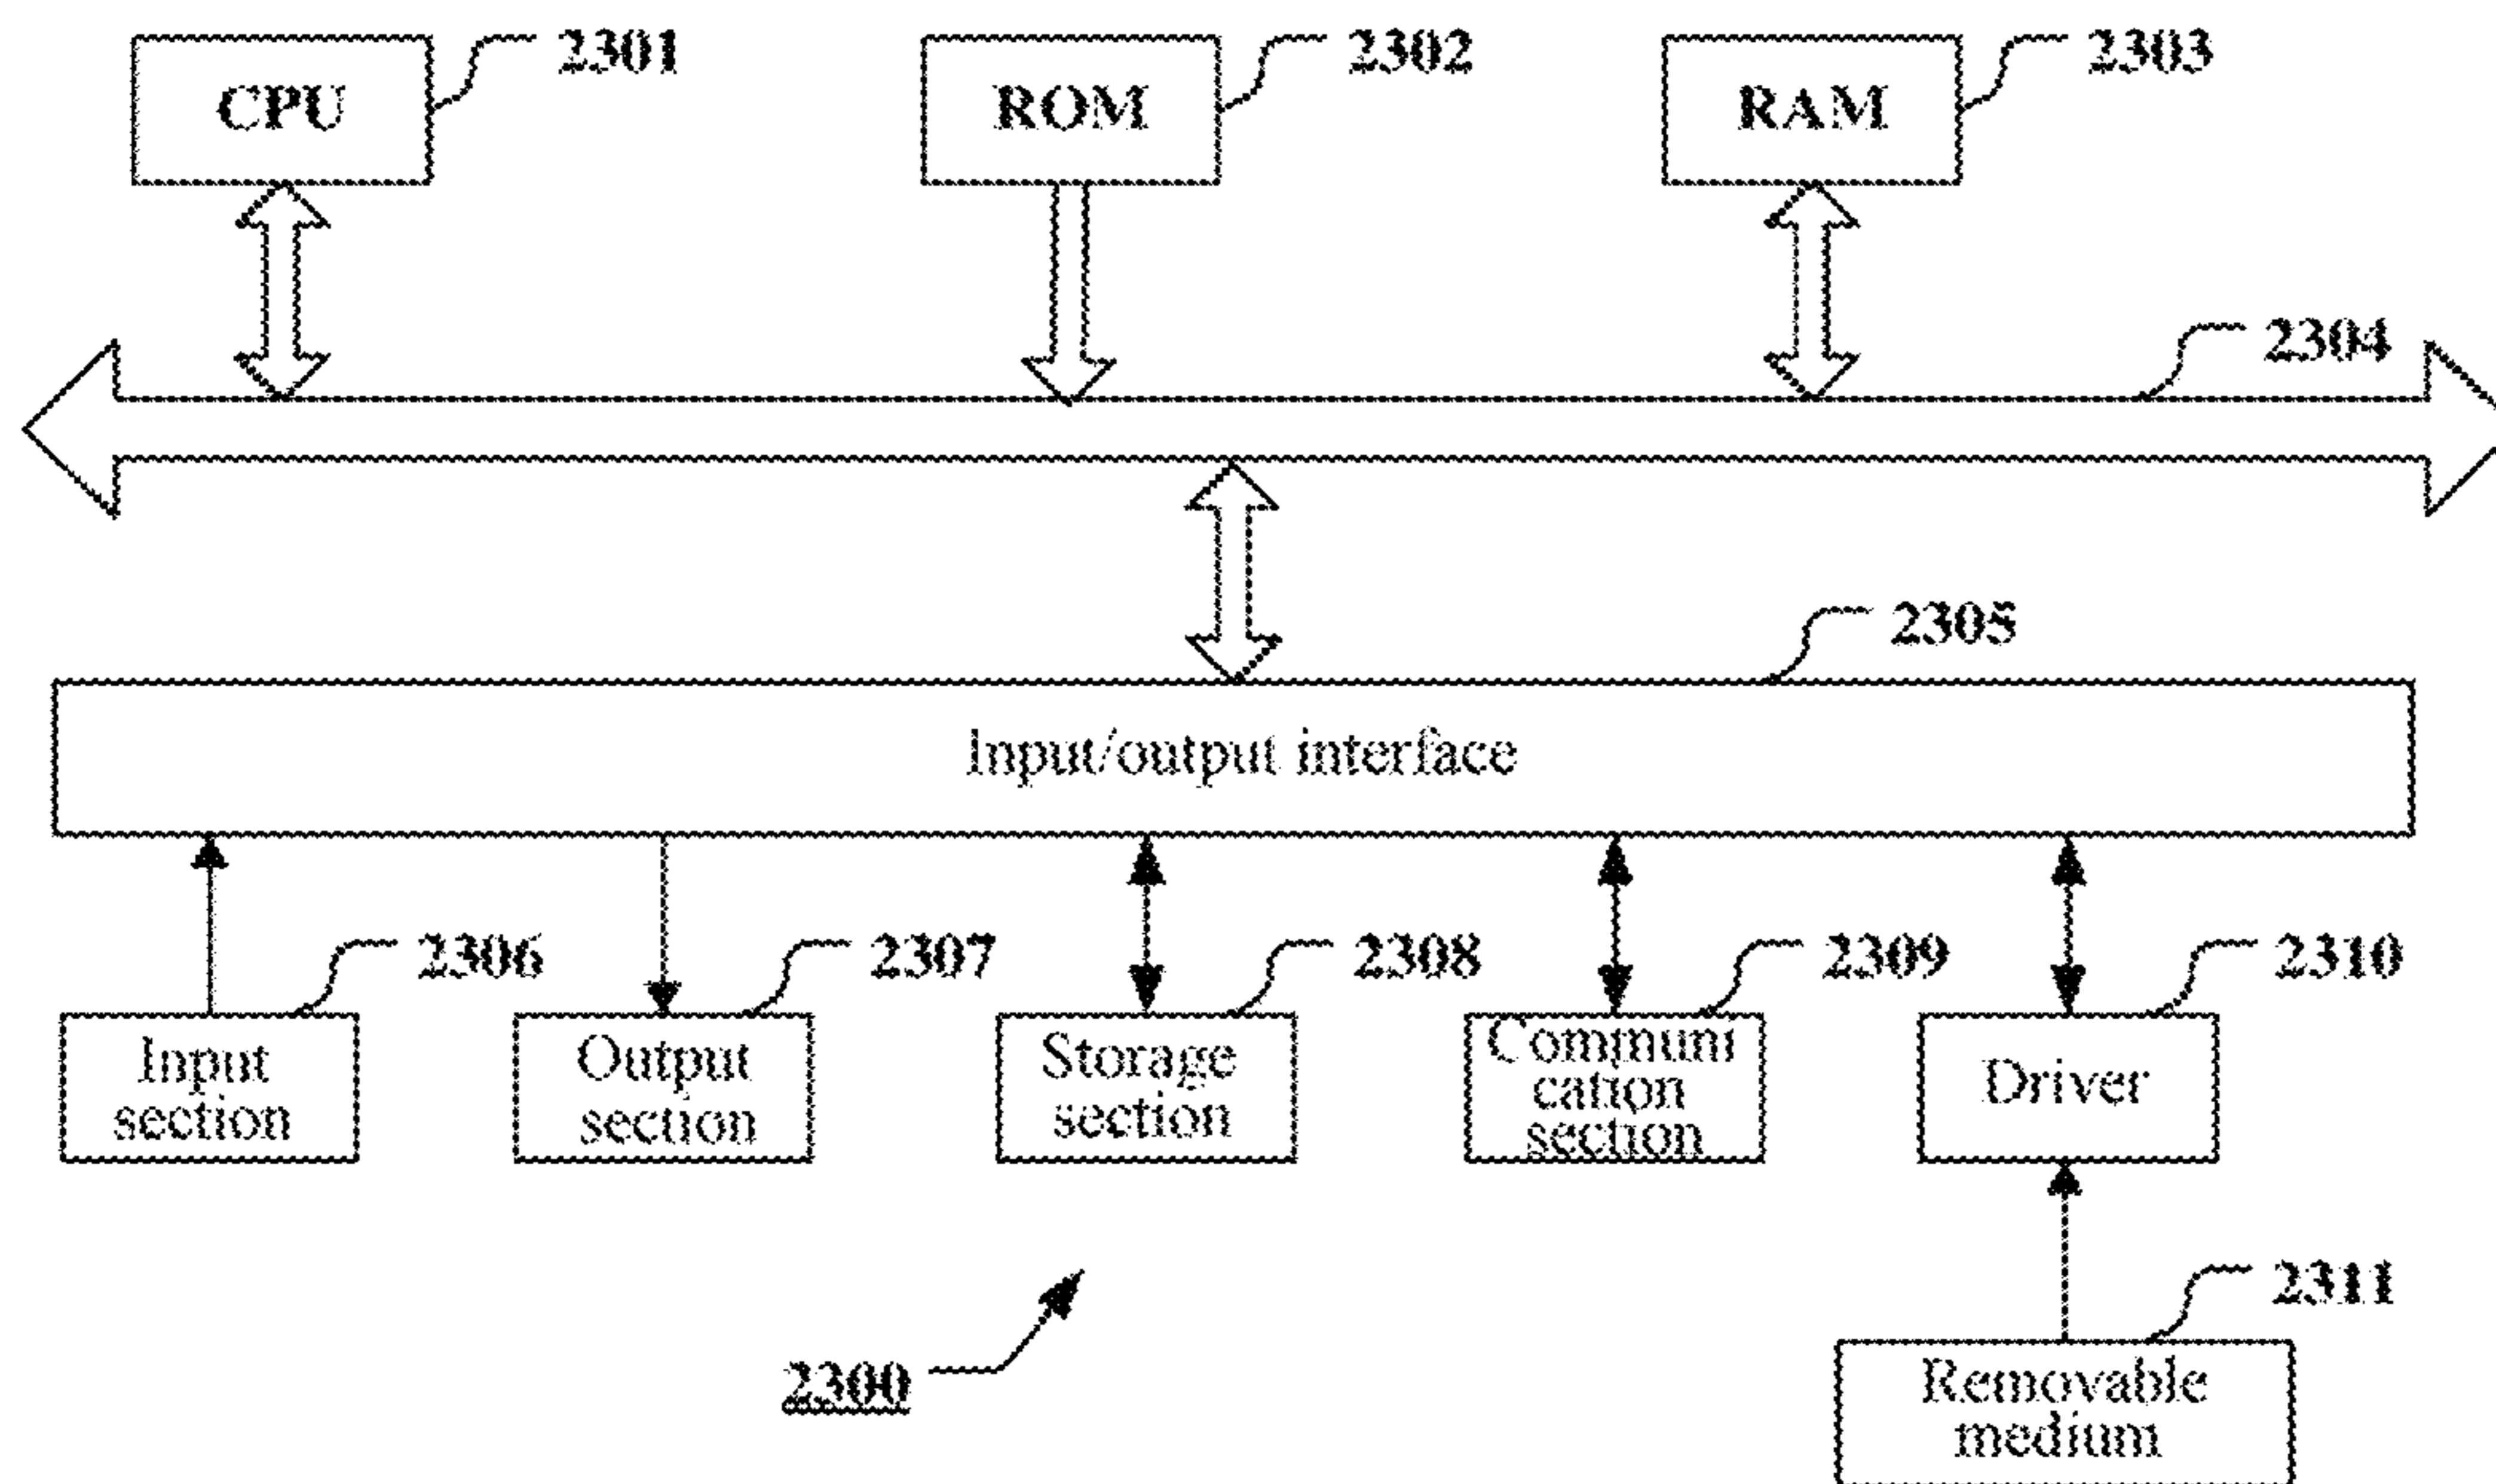 CPU
2301
ROM
2302
RAM
2303
2304
2305
Input/output interface
2306
2307
2308
2309
2310
Input
section
Output
section
Storage
section
Communi
cation
section
Driver
2311
2300
Removable
medium